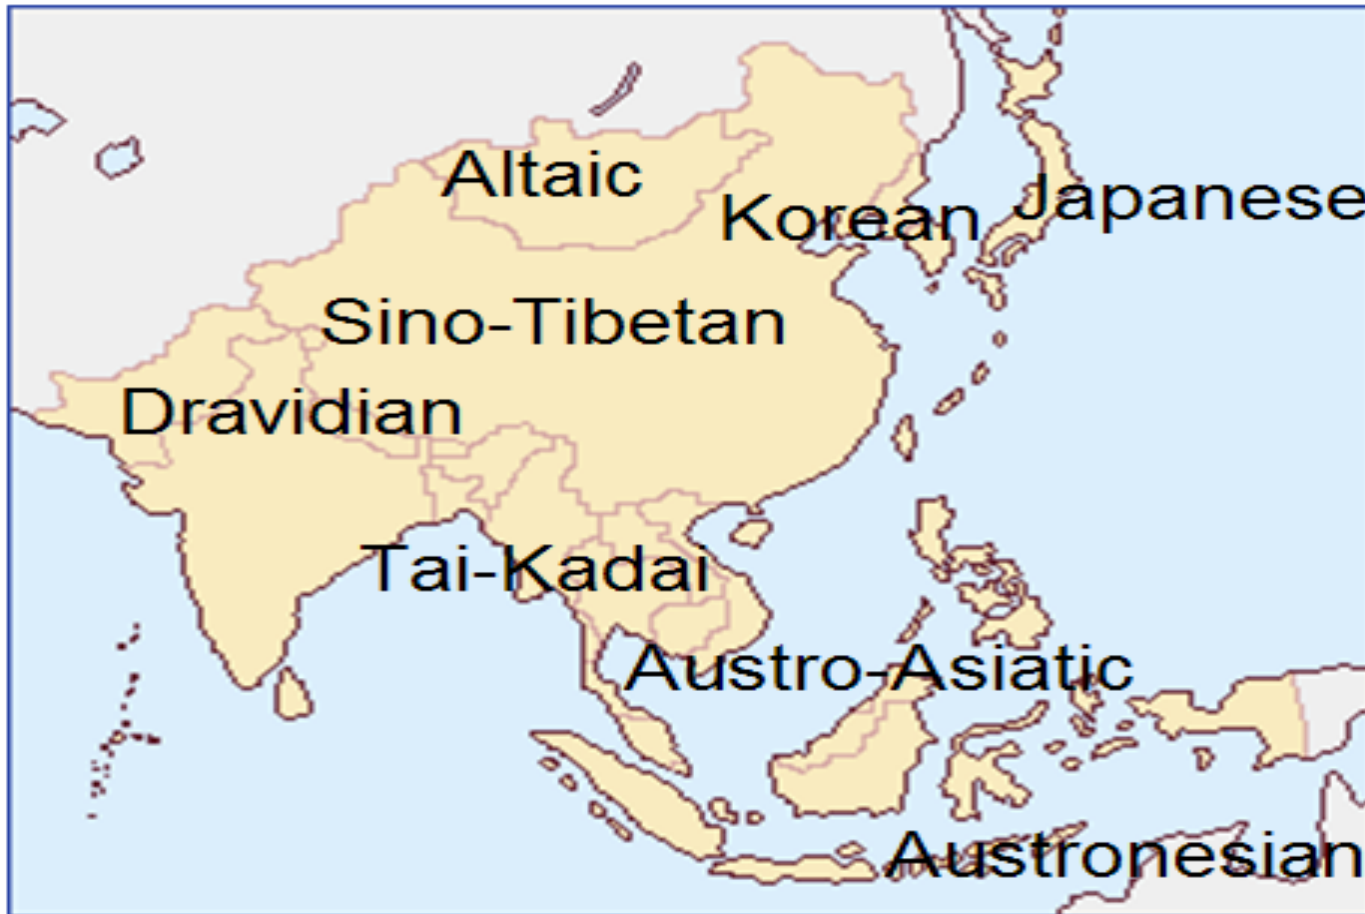 Altaic
Korean
Japanese
Sino-Tibetan
Dravidian
Tai-Kadai
Austro-Asiatic
Austronesian